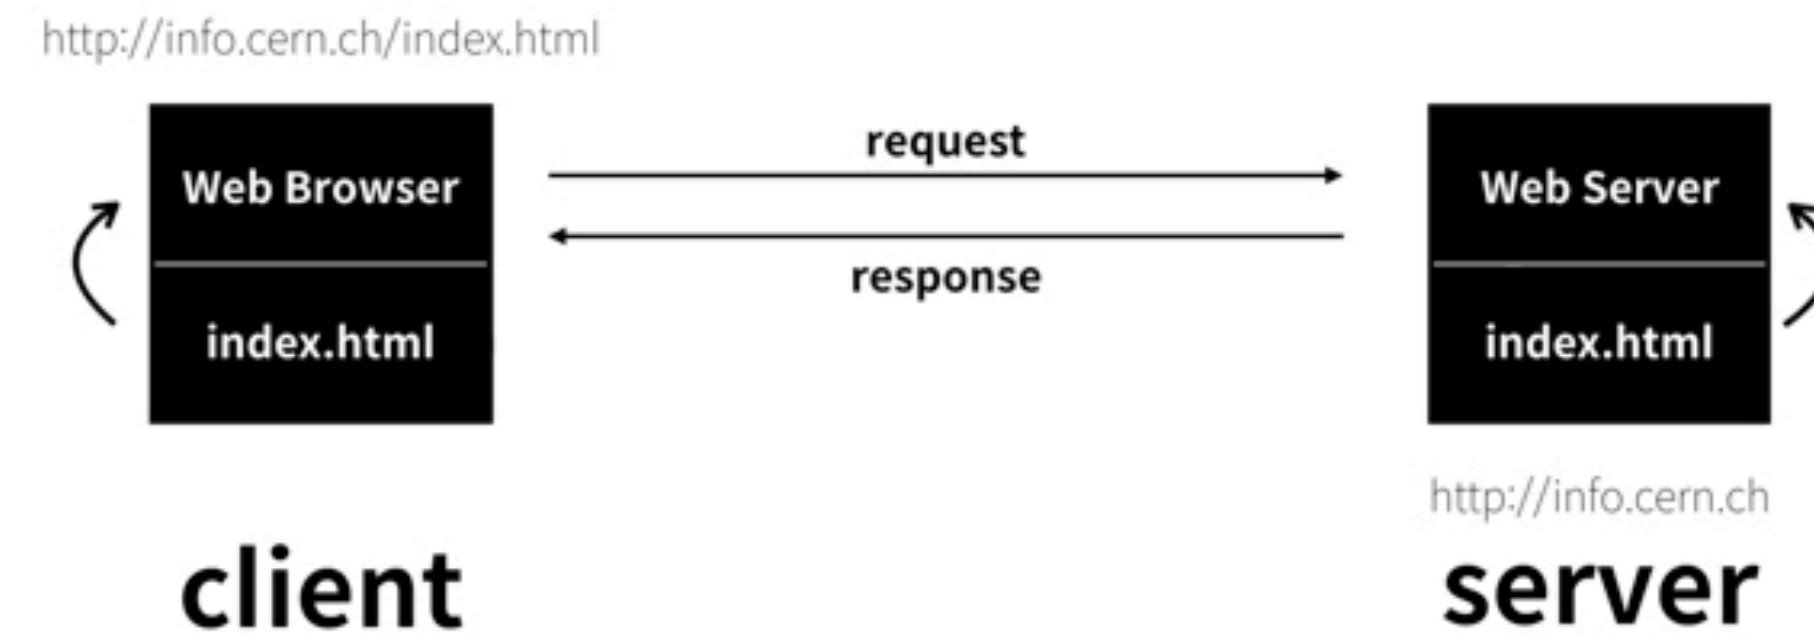 http://info.cern.ch/index.html
request
Web Browser
Web Server
response
index.html
index.html
http://info.cern.ch
client
server